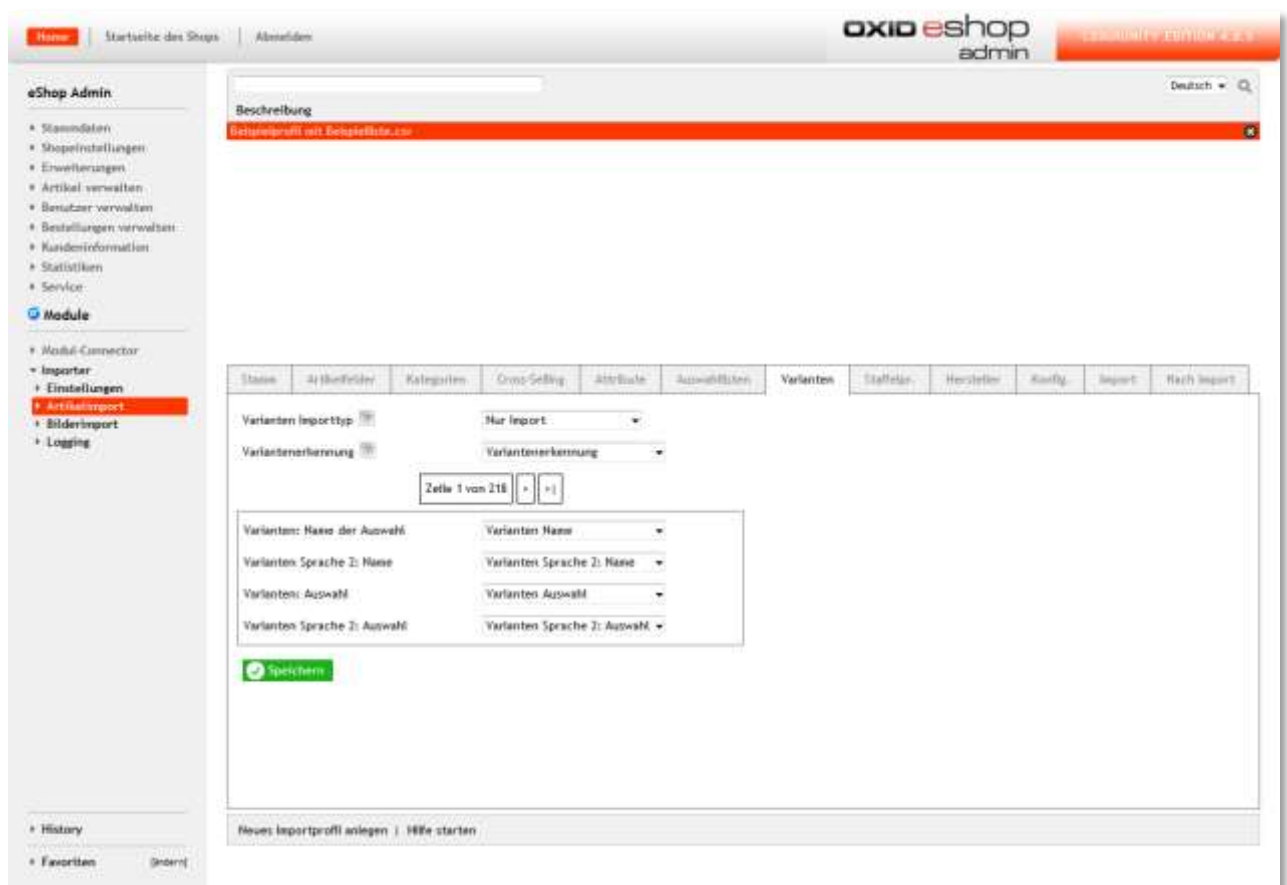 Home | Startseite des Shops | Abmelden
OXID eshop
admin
COMMUNITY EDITION
eShop Admin
Stammdaten
Shopeinstellungen
Erweiterungen
Artikel verwalten
Benutzer verwalten
Bestellungen verwalten
Kundeninformation
Statistiken
Service
Module
Modul-Connector
Importer
Einstellungen
Artikelimport
Bilderimport
Logging
History
Favoriten [ändern]
Deutsch
Beschreibung
Beispielprofil mit Beispielliste.csv
Stamm Artikelfelder Kategorien Cross-Selling Attribute Auswahllisten Varianten Staffelpr. Hersteller Konfig. Import Nach Import
Varianten Importtyp ? Nur Import
Variantenerkennung ? Variantenerkennung
Zeile 1 von 218 > >|
Varianten: Name der Auswahl Varianten Name
Varianten Sprache 2: Name Varianten Sprache 2: Name
Varianten: Auswahl Varianten Auswahl
Varianten Sprache 2: Auswahl Varianten Sprache 2: Auswahl
Speichern
Neues Importprofil anlegen | Hilfe starten